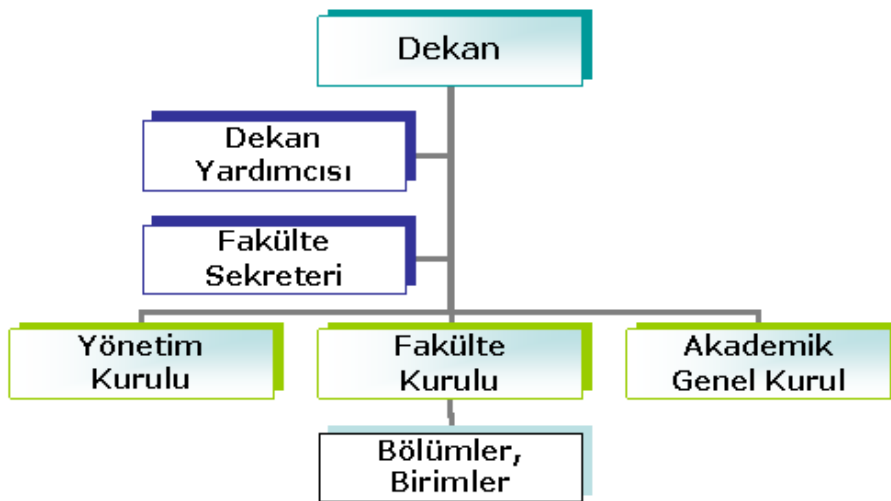 Dekan
Dekan
Yardımcısı
Fakülte
Sekreteri
Yönetim
Kurulu
Fakülte
Kurulu
Akademik
Genel Kurul
Bölümler,
Birimler